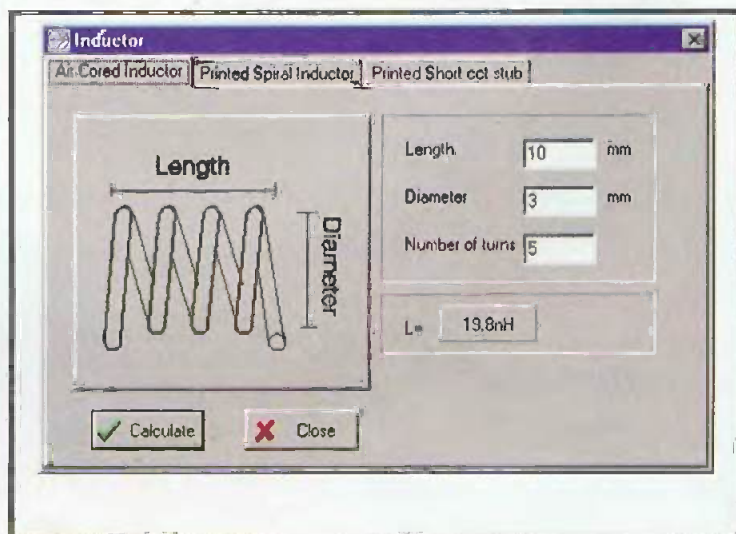 Inductor
Air-Cored Inductor Printed Spiral Inductor Printed Short cct stub
Length
Diameter
Length 10 mm
Diameter 3 mm
Number of turns 5
L= 19.8nH
Calculate Close